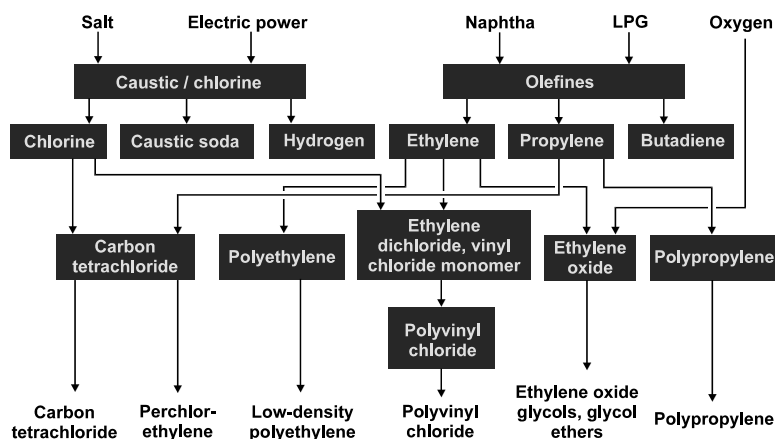 Salt
Electric power
Naphtha
LPG
Oxygen
Caustic / chlorine
Olefines
Chlorine
Caustic soda
Hydrogen
Ethylene
Propylene
Butadiene
Carbon
tetrachloride
Polyethylene
Ethylene
dichloride, vinyl
chloride monomer
Ethylene
oxide
Polypropylene
Polyvinyl
chloride
Carbon
tetrachloride
Perchlor-
ethylene
Low-density
polyethylene
Polyvinyl
chloride
Ethylene oxide
glycols, glycol
ethers
Polypropylene